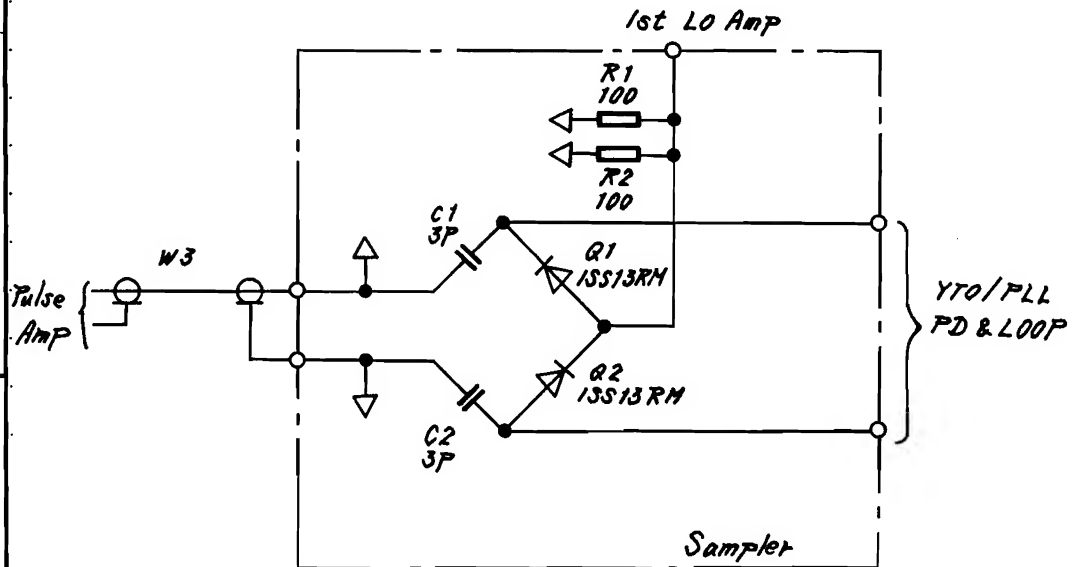 1st LO Amp
R1
100
R2
100
C1
3P
Q1
1SS13RM
W3
Pulse
Amp
YTO/PLL
PD & LOOP
Q2
1SS13RM
C2
3P
Sampler